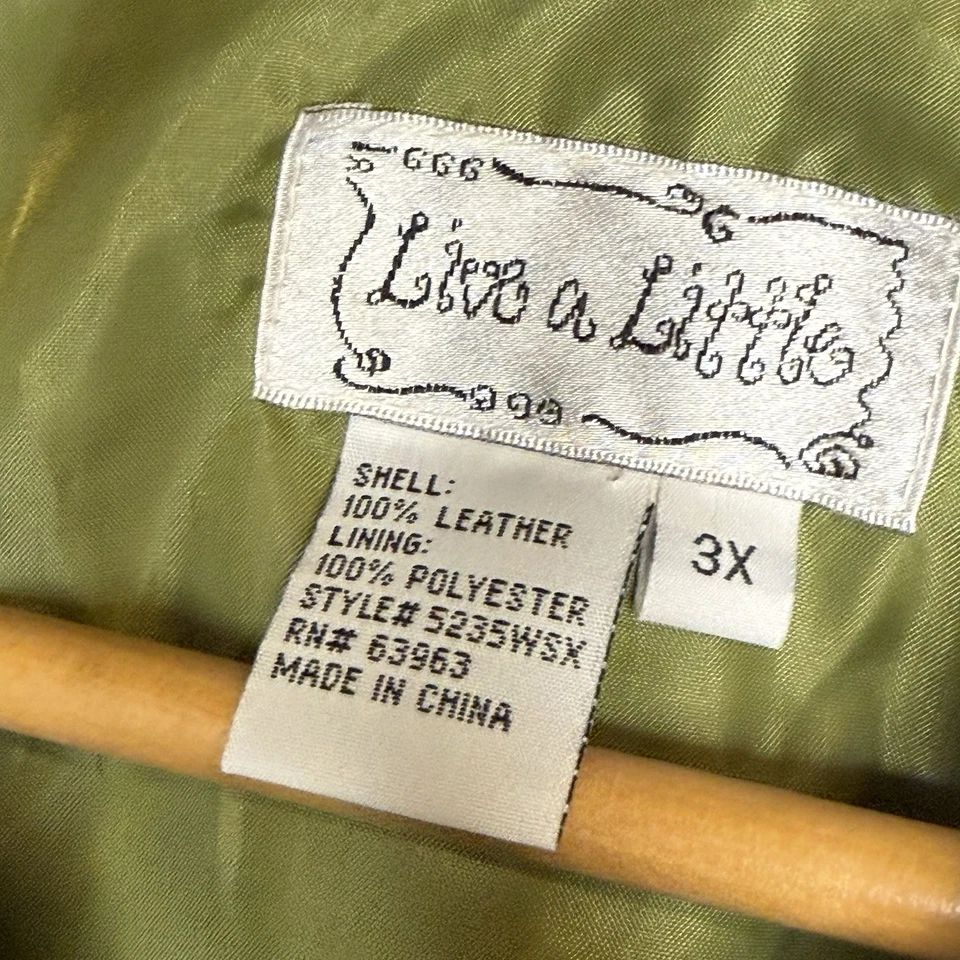 Live a Little
SHELL:
100% LEATHER
LINING:
100% POLYESTER
STYLE# 5235WSX
RN# 63963
MADE IN CHINA
3X